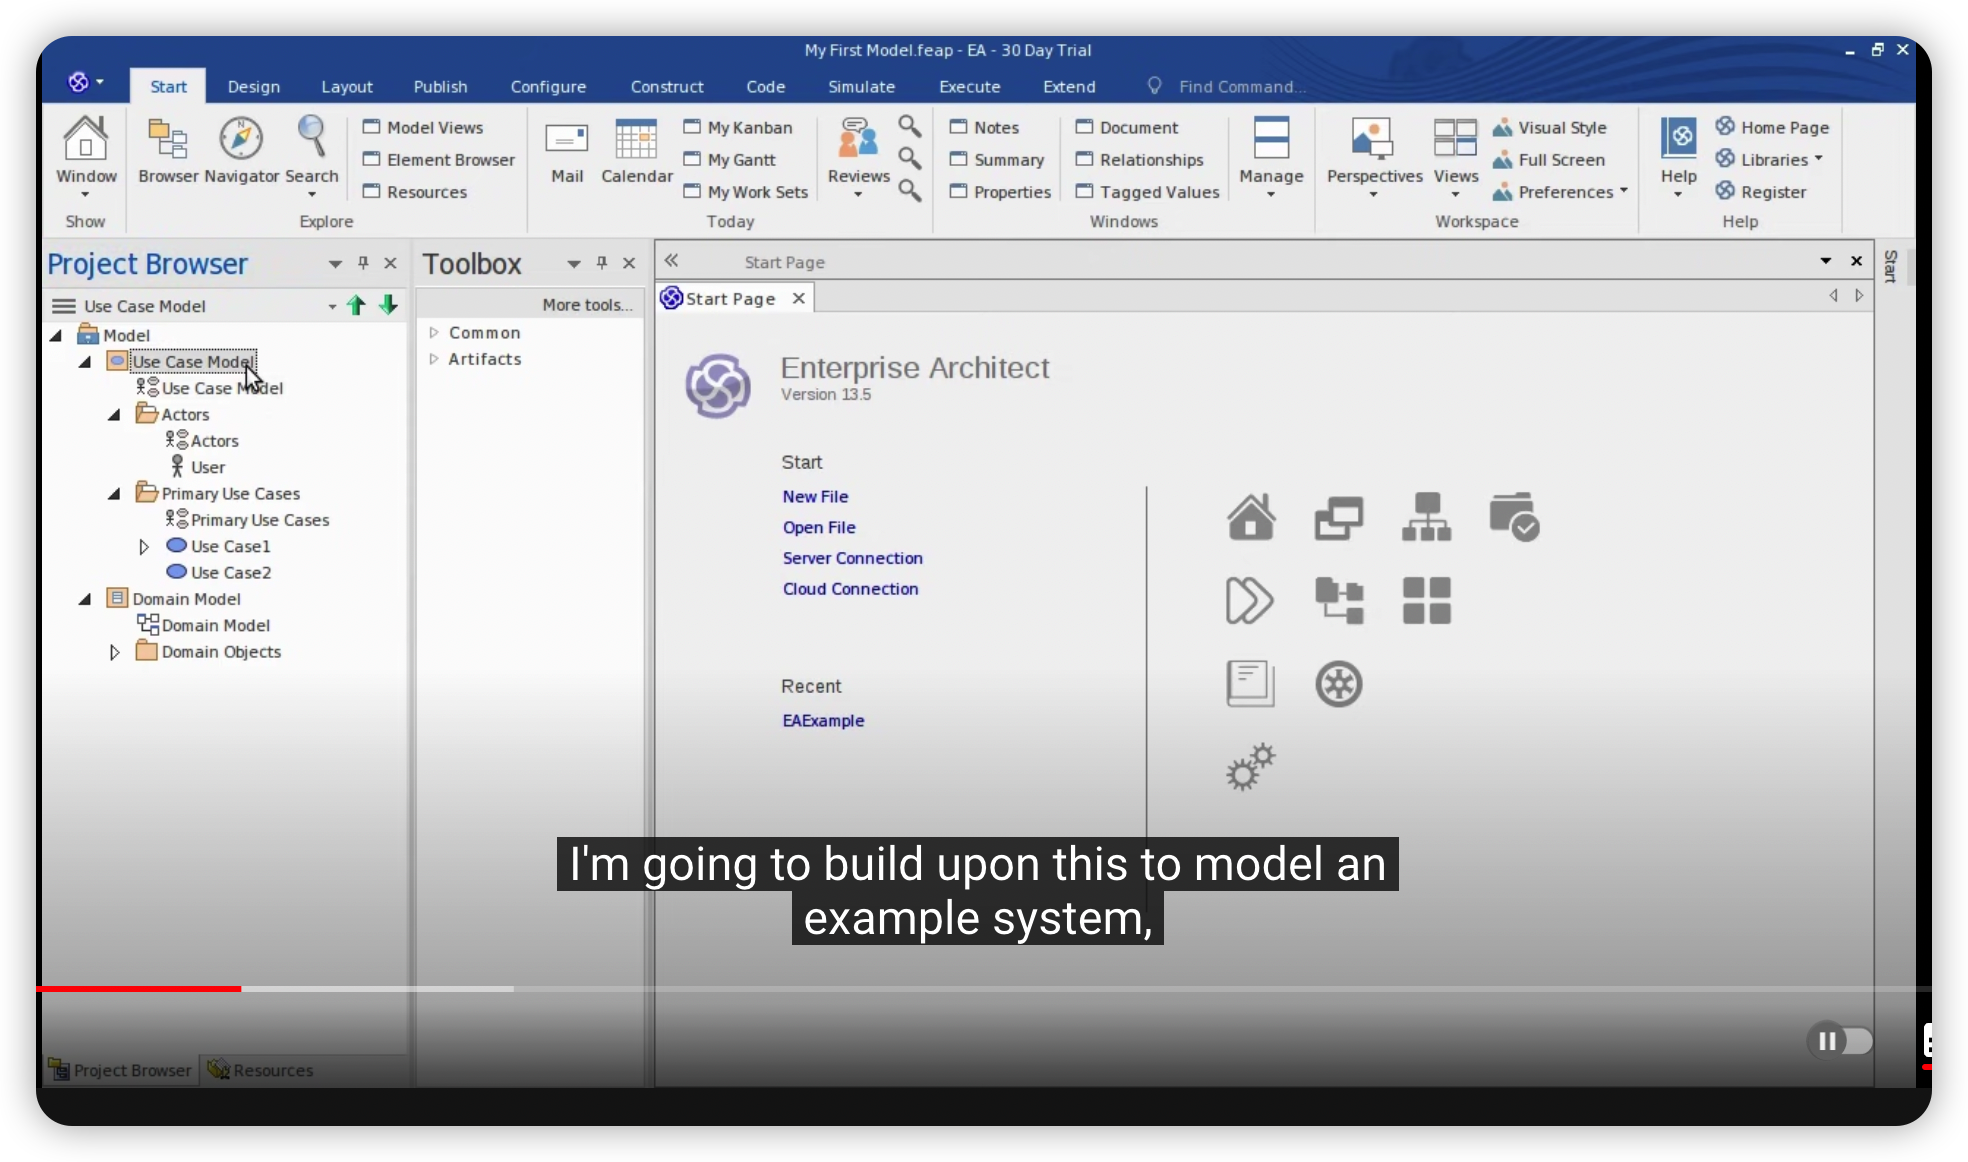 My First Model.feap - EA - 30 Day Trial
Start Design Layout Publish Configure Construct Code Simulate Execute Extend Find Command...
Window
Show
Browser Navigator Search
Model Views
Element Browser
Resources
Explore
Mail Calendar
My Kanban
My Gantt
My Work Sets
Reviews
Today
Notes
Summary
Properties
Document
Relationships
Tagged Values
Windows
Manage
Perspectives Views
Visual Style
Full Screen
Preferences
Workspace
Help
Home Page
Libraries
Register
Help
Project Browser
Use Case Model
Model
Use Case Model
Use Case Model
Actors
Actors
User
Primary Use Cases
Primary Use Cases
Use Case1
Use Case2
Domain Model
Domain Model
Domain Objects
Project Browser Resources
Toolbox
More tools...
Common
Artifacts
Start Page
Start Page
Enterprise Architect
Version 13.5
Start
New File
Open File
Server Connection
Cloud Connection
Recent
EAExample
Start
I'm going to build upon this to model an
example system,